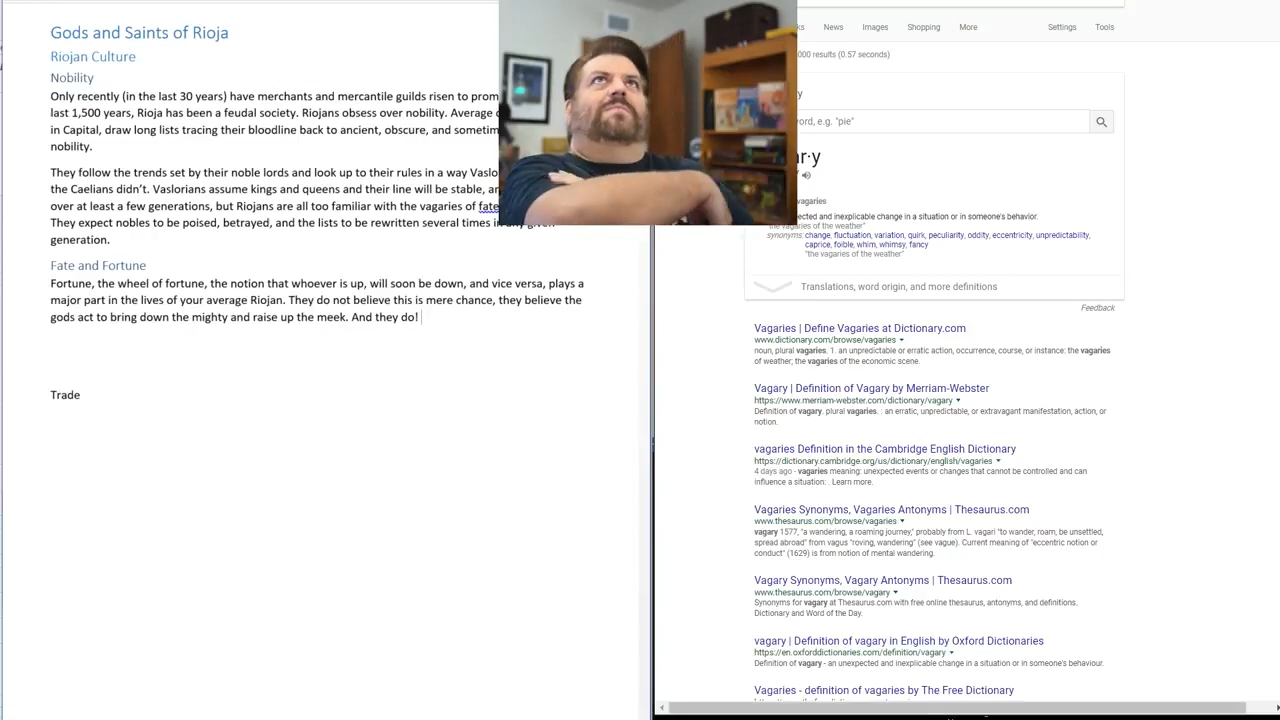 Gods and Saints of Rioja
Riojan Culture
Nobility
Only recently (in the last 30 years) have merchants and mercantile guilds risen to prom
last 1,500 years, Rioja has been a feudal society. Riojans obsess over nobility. Average
in Capital, draw long lists tracing their bloodline back to ancient, obscure, and sometim
nobility.
They follow the trends set by their noble lords and look up to their rules in a way Vaslo
the Caelians didn't. Vaslorians assume kings and queens and their line will be stable, an
over at least a few generations, but Riojans are all too familiar with the vagaries of fate
They expect nobles to be poised, betrayed, and the lists to be rewritten several times in any given
generation.
Fate and Fortune
Fortune, the wheel of fortune, the notion that whoever is up, will soon be down, and vice versa, plays a
major part in the lives of your average Riojan. They do not believe this is mere chance, they believe the
gods act to bring down the mighty and raise up the meek. And they do!
Trade
ks News Images Shopping More Settings Tools
000 results (0.57 seconds)
y
ord, e.g. "pie"
ar·y
agaries
ected and inexplicable change in a situation or in someone's behavior.
"the vagaries of the weather"
synonyms: change, fluctuation, variation, quirk, peculiarity, oddity, eccentricity, unpredictability,
caprice, foible, whim, whimsy, fancy
"the vagaries of the weather"
Translations, word origin, and more definitions
Feedback
Vagaries | Define Vagaries at Dictionary.com
www.dictionary.com/browse/vagaries
noun, plural vagaries. 1. an unpredictable or erratic action, occurrence, course, or instance: the vagaries
of weather; the vagaries of the economic scene.
Vagary | Definition of Vagary by Merriam-Webster
https://www.merriam-webster.com/dictionary/vagary
Definition of vagary. plural vagaries. : an erratic, unpredictable, or extravagant manifestation, action, or
notion.
vagaries Definition in the Cambridge English Dictionary
https://dictionary.cambridge.org/us/dictionary/english/vagaries
4 days ago - vagaries meaning: unexpected events or changes that cannot be controlled and can
influence a situation: . Learn more.
Vagaries Synonyms, Vagaries Antonyms | Thesaurus.com
www.thesaurus.com/browse/vagaries
vagary 1577, "a wandering, a roaming journey," probably from L. vagari "to wander, roam, be unsettled,
spread abroad" from vagus "roving, wandering" (see vague). Current meaning of "eccentric notion or
conduct" (1629) is from notion of mental wandering.
Vagary Synonyms, Vagary Antonyms | Thesaurus.com
www.thesaurus.com/browse/vagary
Synonyms for vagary at Thesaurus.com with free online thesaurus, antonyms, and definitions.
Dictionary and Word of the Day.
vagary | Definition of vagary in English by Oxford Dictionaries
https://en.oxforddictionaries.com/definition/vagary
Definition of vagary - an unexpected and inexplicable change in a situation or in someone's behaviour.
Vagaries - definition of vagaries by The Free Dictionary